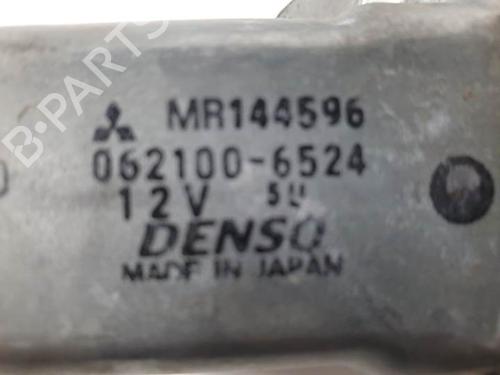 B-PARTS
MR144596
062100-6524
12V 5U
DENSO
MADE IN JAPAN